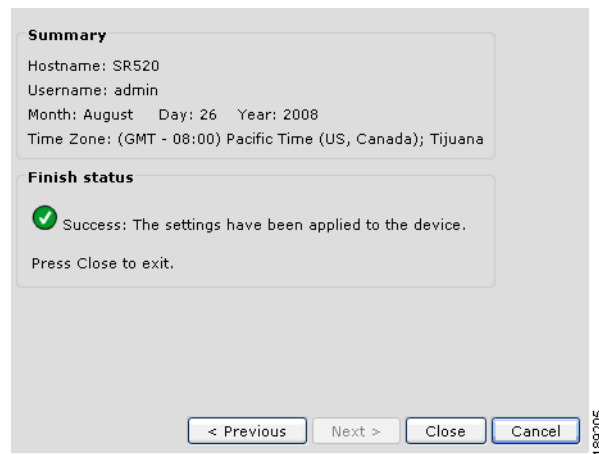 Summary
Hostname: SR520
Username: admin
Month: August Day: 26 Year: 2008
Time Zone: (GMT - 08:00) Pacific Time (US, Canada); Tijuana
Finish status
Success: The settings have been applied to the device.
Press Close to exit.
< Previous Next > Close Cancel
189205